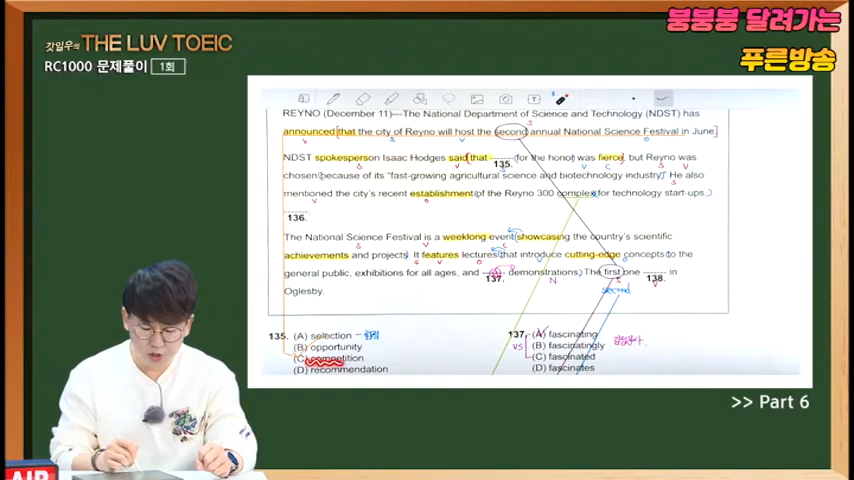 붕붕붕 달려가는
푸른방송
갓일우의 THE LUV TOEIC
RC1000 문제풀이 1회
REYNO (December 11)—The National Department of Science and Technology (NDST) has
announced that the city of Reyno will host the second annual National Science Festival in June.
NDST spokesperson Isaac Hodges said that ------- for the honor was fierce, but Reyno was
135.
chosen because of its "fast-growing agricultural science and biotechnology industry." He also
mentioned the city's recent establishment of the Reyno 300 complex for technology start-ups.
-------
136.
The National Science Festival is a weeklong event showcasing the country's scientific
achievements and projects. It features lectures that introduce cutting-edge concepts to the
general public, exhibitions for all ages, and ------- demonstrations. The first one ------- in
137. 138.
second
Oglesby.
135. (A) selection
(B) opportunity
(C) competition
(D) recommendation
137. (A) fascinating
(B) fascinatingly
(C) fascinated
(D) fascinates
VS
>> Part 6
AIR